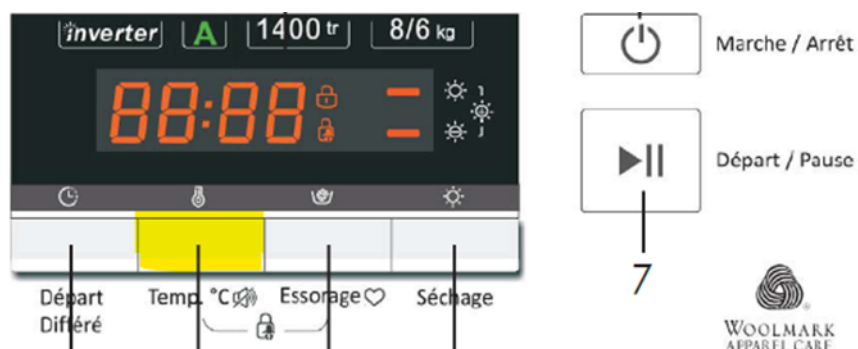 inverter A 1400 tr 8/6 kg
Marche / Arrêt
88:88
Départ / Pause
Départ Différé
Temp. °C
Essorage
Séchage
7
WOOLMARK
APPAREL CARE